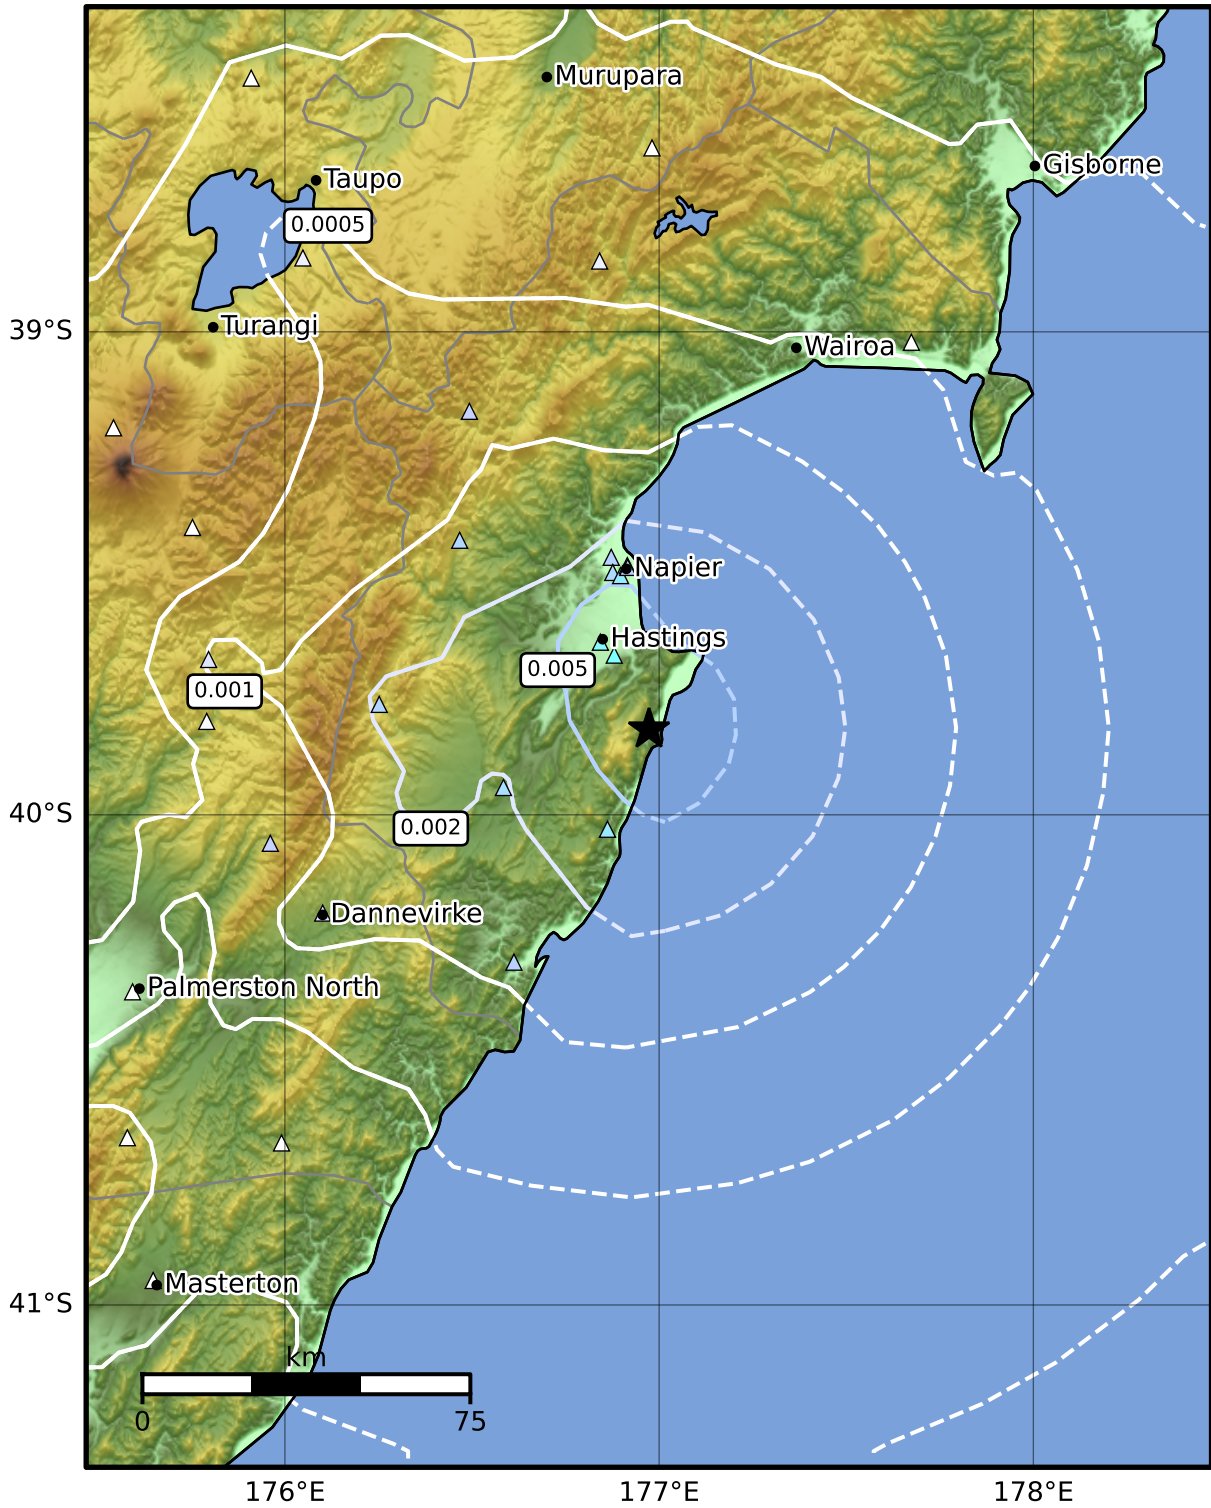 Murupara
Gisborne
Taupo
0.0005
Turangi
39°S
Wairoa
Napier
Hastings
0.005
0.001
40°S
0.002
Dannevirke
Palmerston North
Masterton
41°S
km
0
75
176°E
177°E
178°E